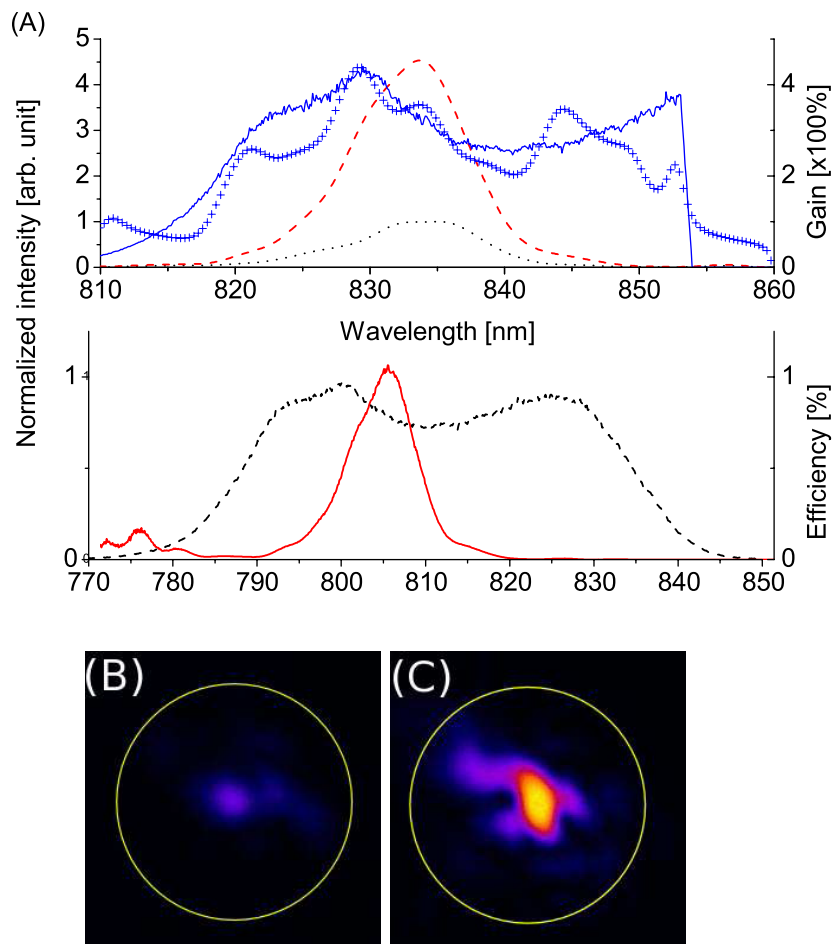 (A)
5
4
3
2
1
0
4
2
0
810 820 830 840 850 860
Wavelength [nm]
Normalized intensity [arb. unit]
Gain [x100%]
1
0
1
0
Efficiency [%]
770 780 790 800 810 820 830 840 850
(B)
(C)